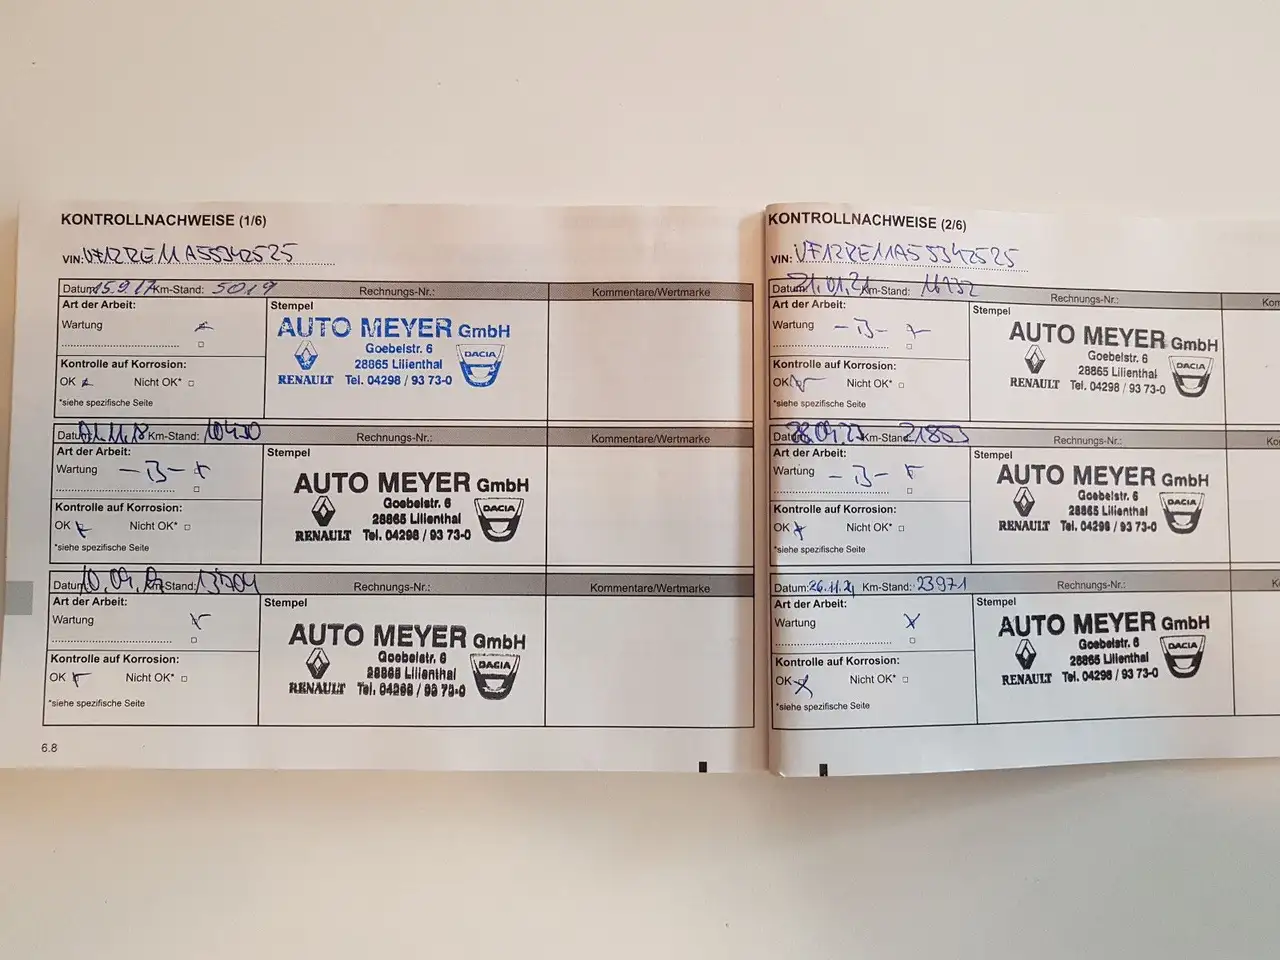 KONTROLLNACHWEISE (1/6)
VIN: VF1RREMA55342525
Datum: 15.9.17 Km-Stand: 5019 Rechnungs-Nr.: Kommentare/Wertmarke
Art der Arbeit:
Wartung
Stempel
AUTO MEYER GmbH
Goebelstr. 6
28865 Lilienthal
RENAULT Tel. 04298 / 93 73-0
DACIA
Kontrolle auf Korrosion:
OK Nicht OK*
*siehe spezifische Seite
Datum: Km-Stand: 10430 Rechnungs-Nr.: Kommentare/Wertmarke
Art der Arbeit:
Wartung
Stempel
AUTO MEYER GmbH
Goebelstr. 6
28865 Lilienthal
RENAULT Tel. 04298 / 93 73-0
DACIA
Kontrolle auf Korrosion:
OK Nicht OK*
*siehe spezifische Seite
Datum: Km-Stand: Rechnungs-Nr.: Kommentare/Wertmarke
Art der Arbeit:
Wartung
Stempel
AUTO MEYER GmbH
Goebelstr. 6
28865 Lilienthal
RENAULT Tel. 04298 / 93 73-0
DACIA
Kontrolle auf Korrosion:
OK Nicht OK*
*siehe spezifische Seite
6.8
KONTROLLNACHWEISE (2/6)
VIN: VF1RREMA55342525
Datum: Km-Stand: Rechnungs-Nr.: Kom
Art der Arbeit:
Wartung - B -
Stempel
AUTO MEYER GmbH
Goebelstr. 6
28865 Lilienthal
RENAULT Tel. 04298 / 93 73-0
DACIA
Kontrolle auf Korrosion:
OK Nicht OK*
*siehe spezifische Seite
Datum: Km-Stand: 21853 Rechnungs-Nr.: Ko
Art der Arbeit:
Wartung - B -
Stempel
AUTO MEYER GmbH
Goebelstr. 6
28865 Lilienthal
RENAULT Tel. 04298 / 93 73-0
DACIA
Kontrolle auf Korrosion:
OK Nicht OK*
*siehe spezifische Seite
Datum: Km-Stand: 23971 Rechnungs-Nr.: K
Art der Arbeit:
Wartung
Stempel
AUTO MEYER GmbH
Goebelstr. 6
28865 Lilienthal
RENAULT Tel. 04298 / 93 73-0
DACIA
Kontrolle auf Korrosion:
OK Nicht OK*
*siehe spezifische Seite